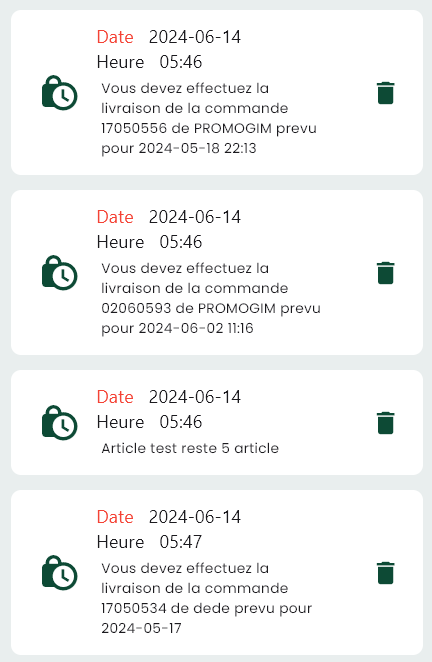 Date 2024-06-14
Heure 05:46
Vous devez effectuez la
livraison de la commande
17050556 de PROMOGIM prevu
pour 2024-05-18 22:13
Date 2024-06-14
Heure 05:46
Vous devez effectuez la
livraison de la commande
02060593 de PROMOGIM prevu
pour 2024-06-02 11:16
Date 2024-06-14
Heure 05:46
Article test reste 5 article
Date 2024-06-14
Heure 05:47
Vous devez effectuez la
livraison de la commande
17050534 de dede prevu pour
2024-05-17